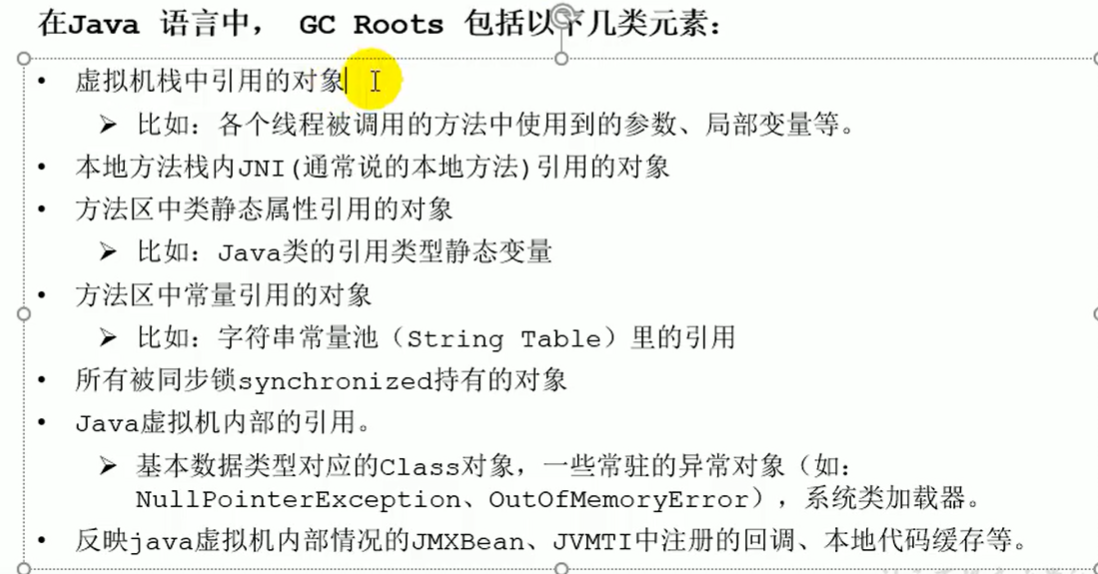 在Java 语言中， GC Roots 包括以下几类元素：
• 虚拟机栈中引用的对象
➢ 比如：各个线程被调用的方法中使用到的参数、局部变量等。
• 本地方法栈内JNI(通常说的本地方法)引用的对象
• 方法区中类静态属性引用的对象
➢ 比如：Java类的引用类型静态变量
• 方法区中常量引用的对象
➢ 比如：字符串常量池（String Table）里的引用
• 所有被同步锁synchronized持有的对象
• Java虚拟机内部的引用。
➢ 基本数据类型对应的Class对象，一些常驻的异常对象（如：
NullPointerException、OutOfMemoryError），系统类加载器。
• 反映java虚拟机内部情况的JMXBean、JVMTI中注册的回调、本地代码缓存等。